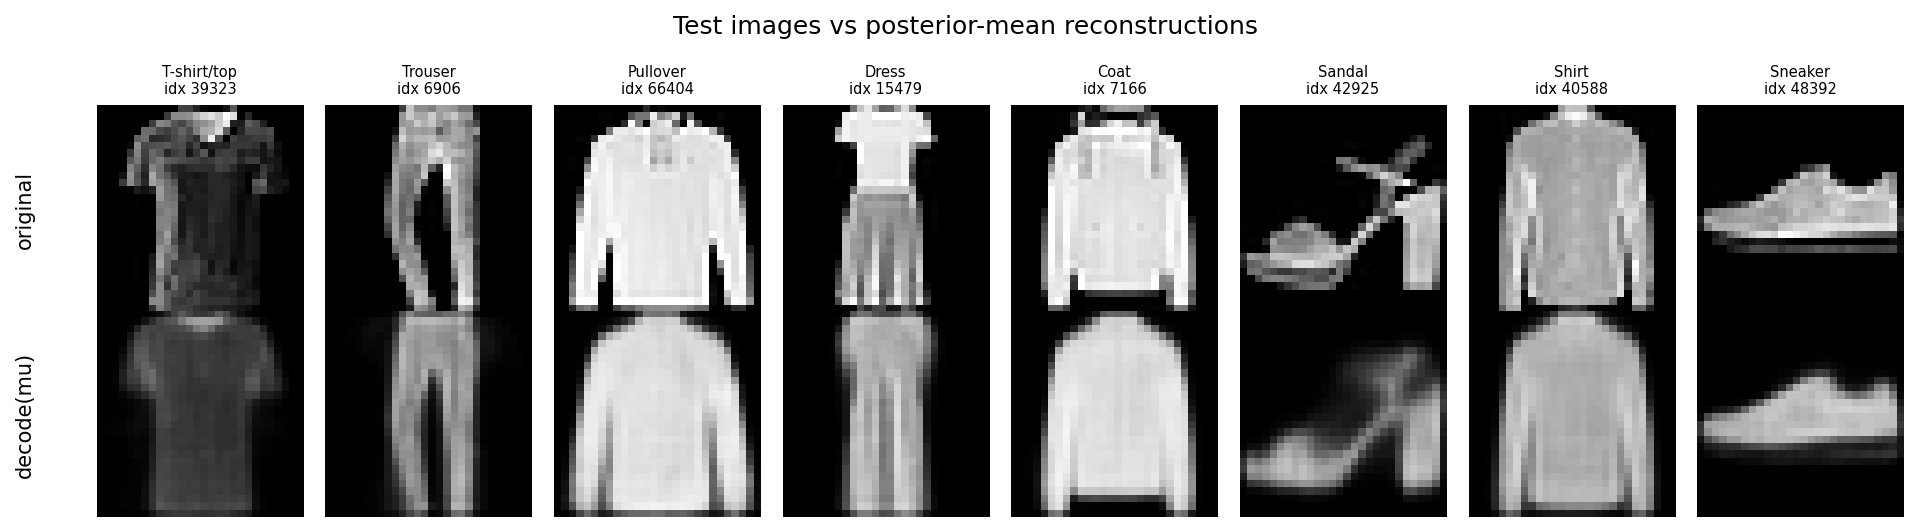 Test images vs posterior-mean reconstructions
T-shirt/top
idx 39323
Trouser
idx 6906
Pullover
idx 66404
Dress
idx 15479
Coat
idx 7166
Sandal
idx 42925
Shirt
idx 40588
Sneaker
idx 48392
original
decode(mu)